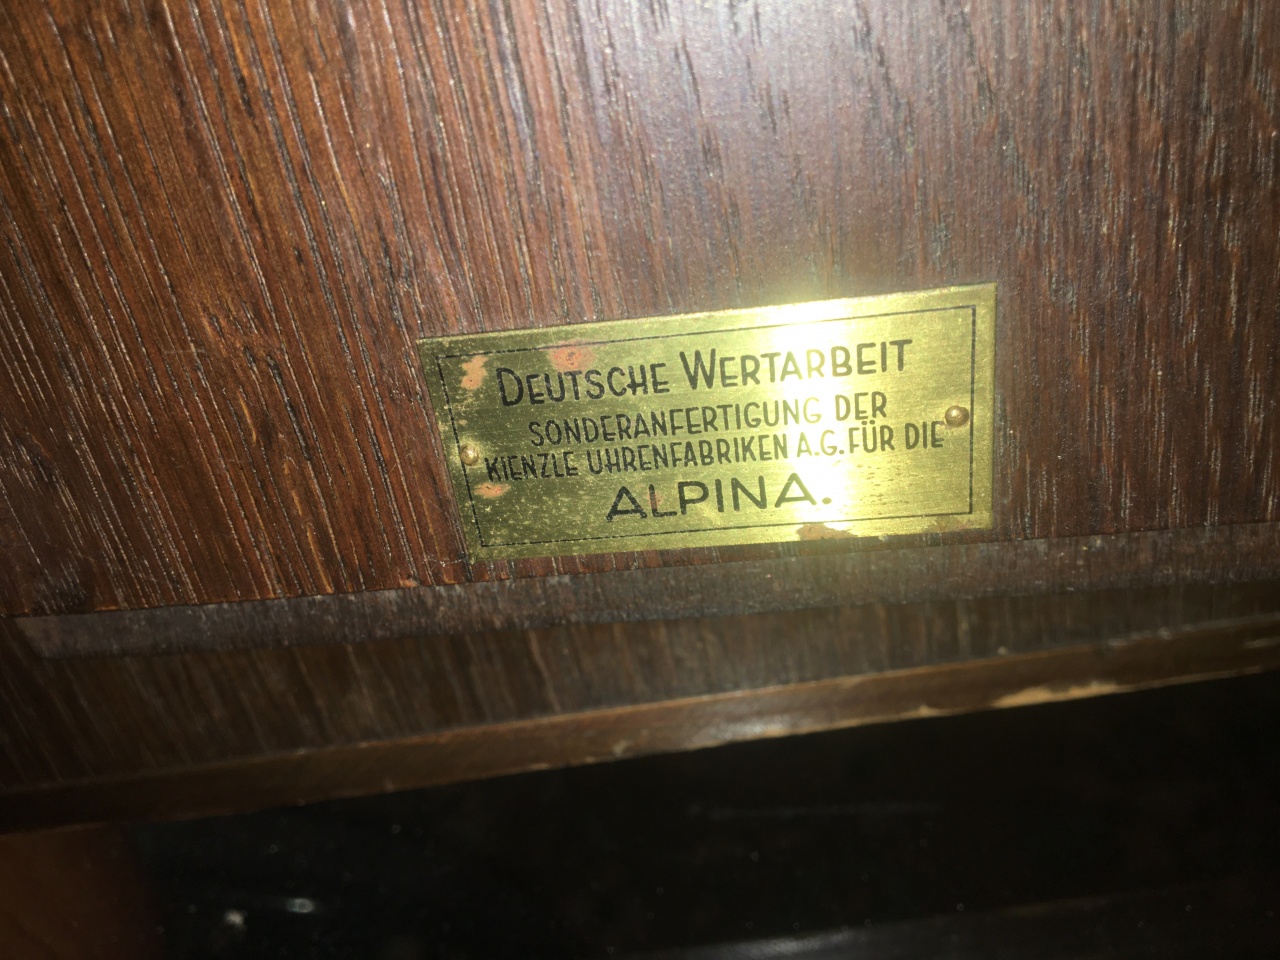 DEUTSCHE WERTARBEIT
SONDERANFERTIGUNG DER
KIENZLE UHRENFABRIKEN A.G. FÜR DIE
ALPINA.